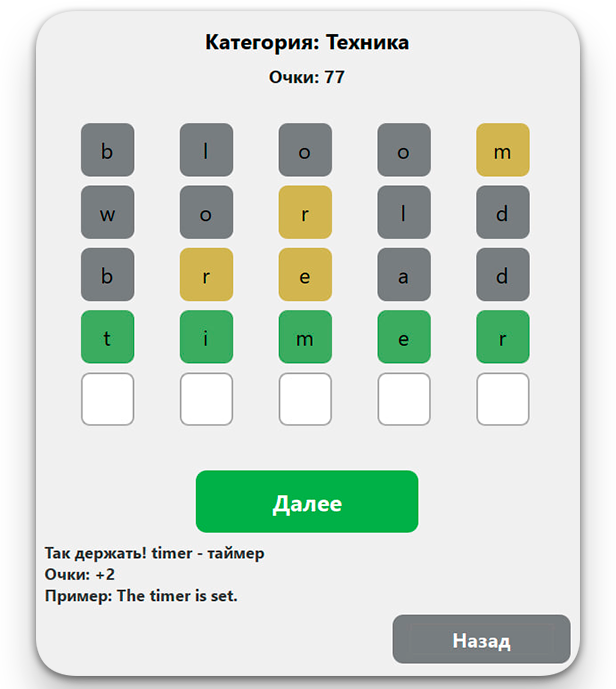 Категория: Техника
Очки: 77
b l o o m
w o r l d
b r e a d
t i m e r
Далее
Так держать! timer - таймер
Очки: +2
Пример: The timer is set.
Назад